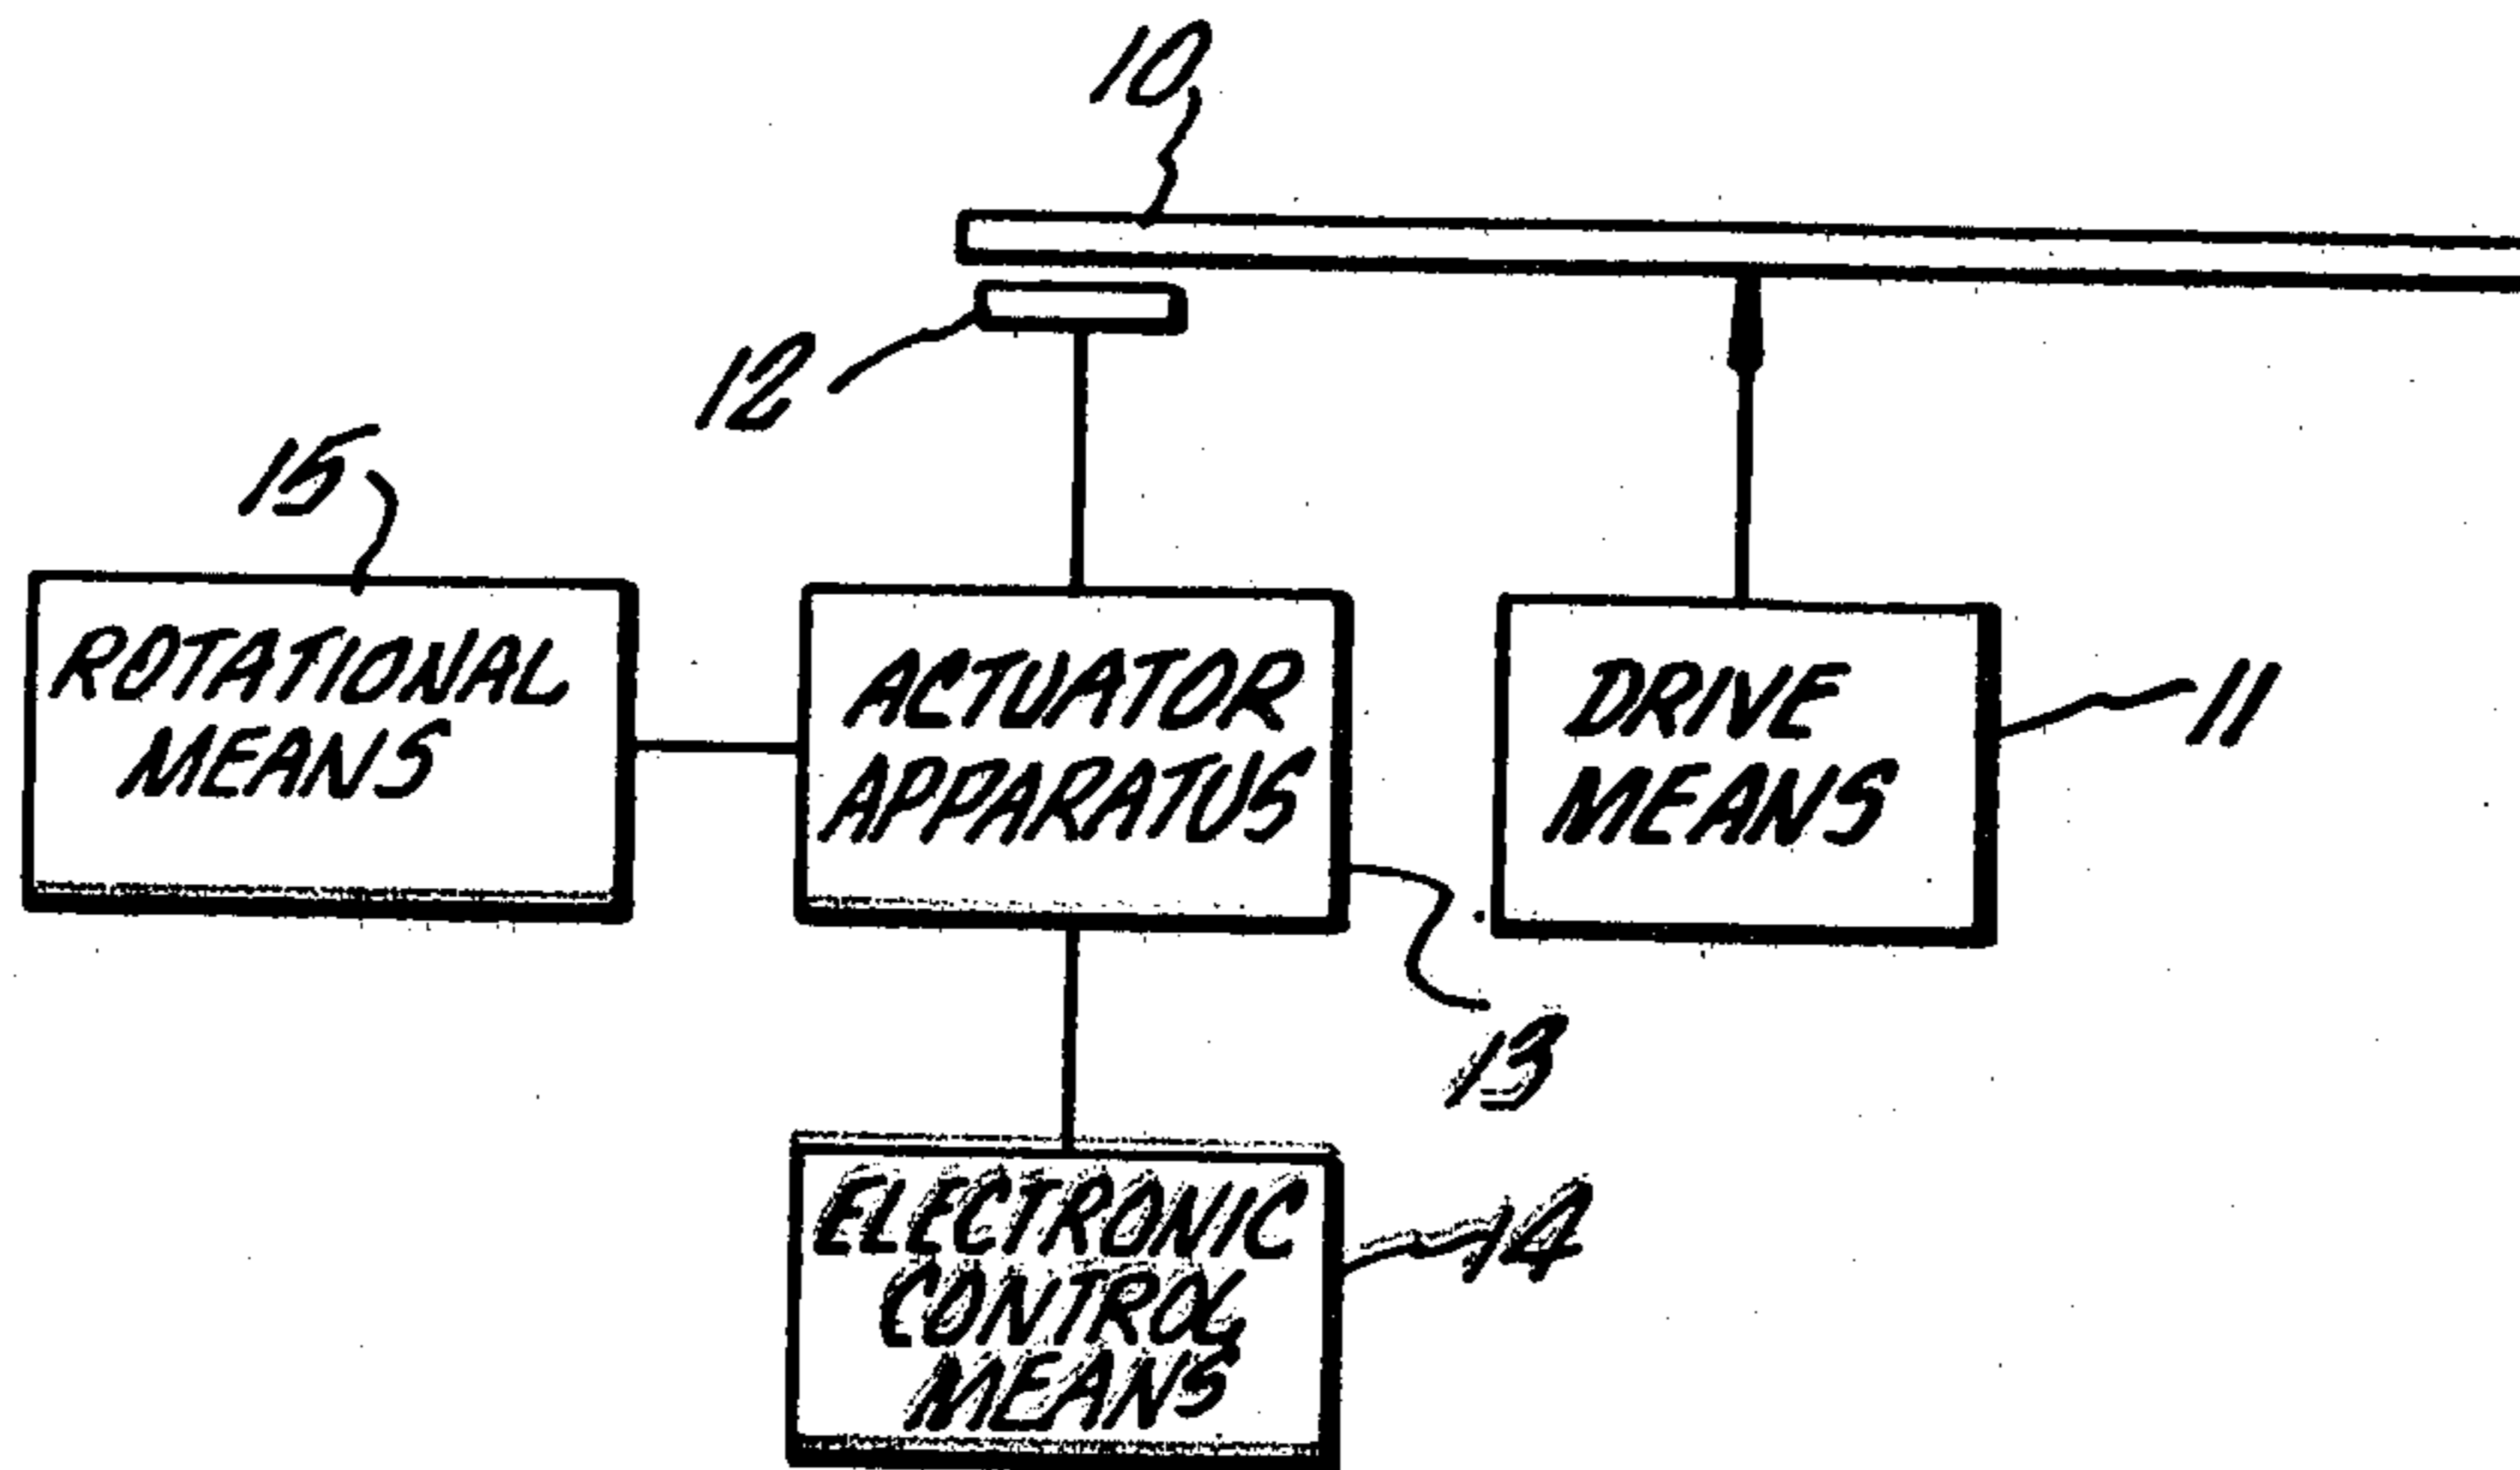 10
12
15
ROTATIONAL
MEANS
ACTUATOR
APPARATUS
DRIVE
MEANS
11
13
ELECTRONIC
CONTROL
MEANS
14